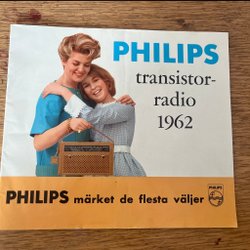 PHILIPS
transistor-
radio
1962
PHILIPS märket de flesta väljer
PHILIPS